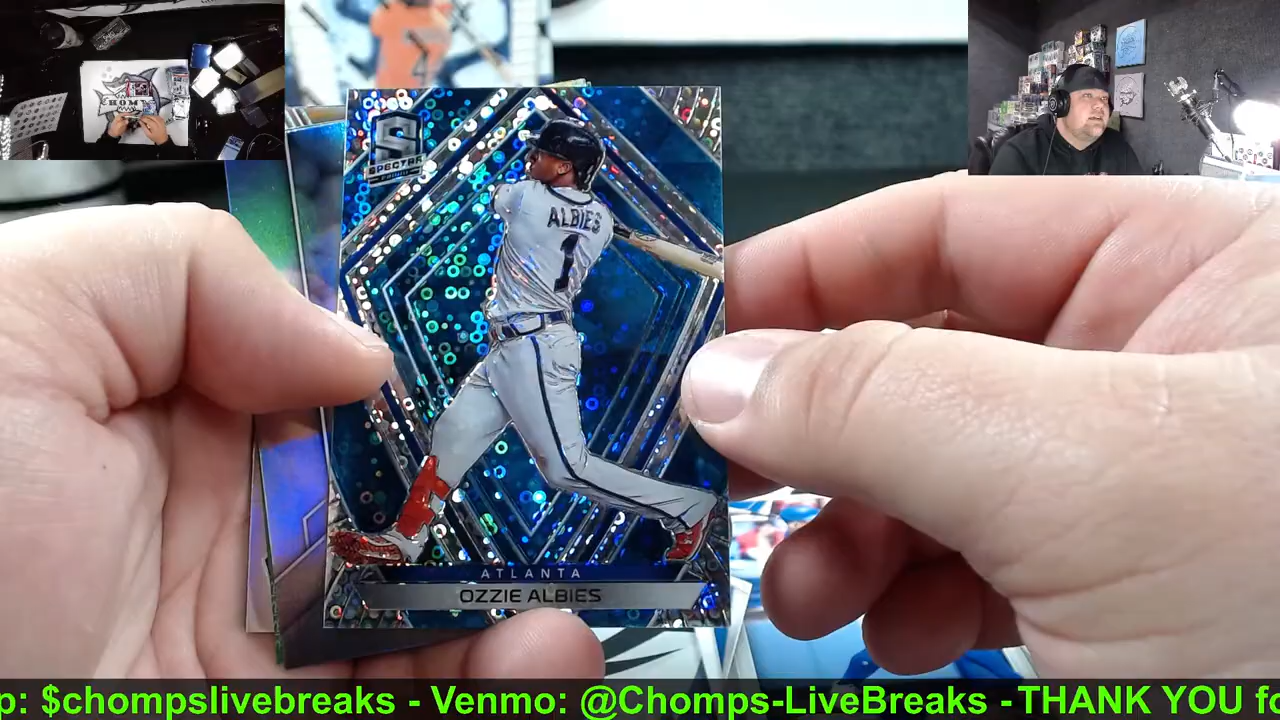 SPECTRA
ALBIES
1
ATLANTA
OZZIE ALBIES
p: $chompslivebreaks - Venmo: @Chomps-LiveBreaks - THANK YOU fo